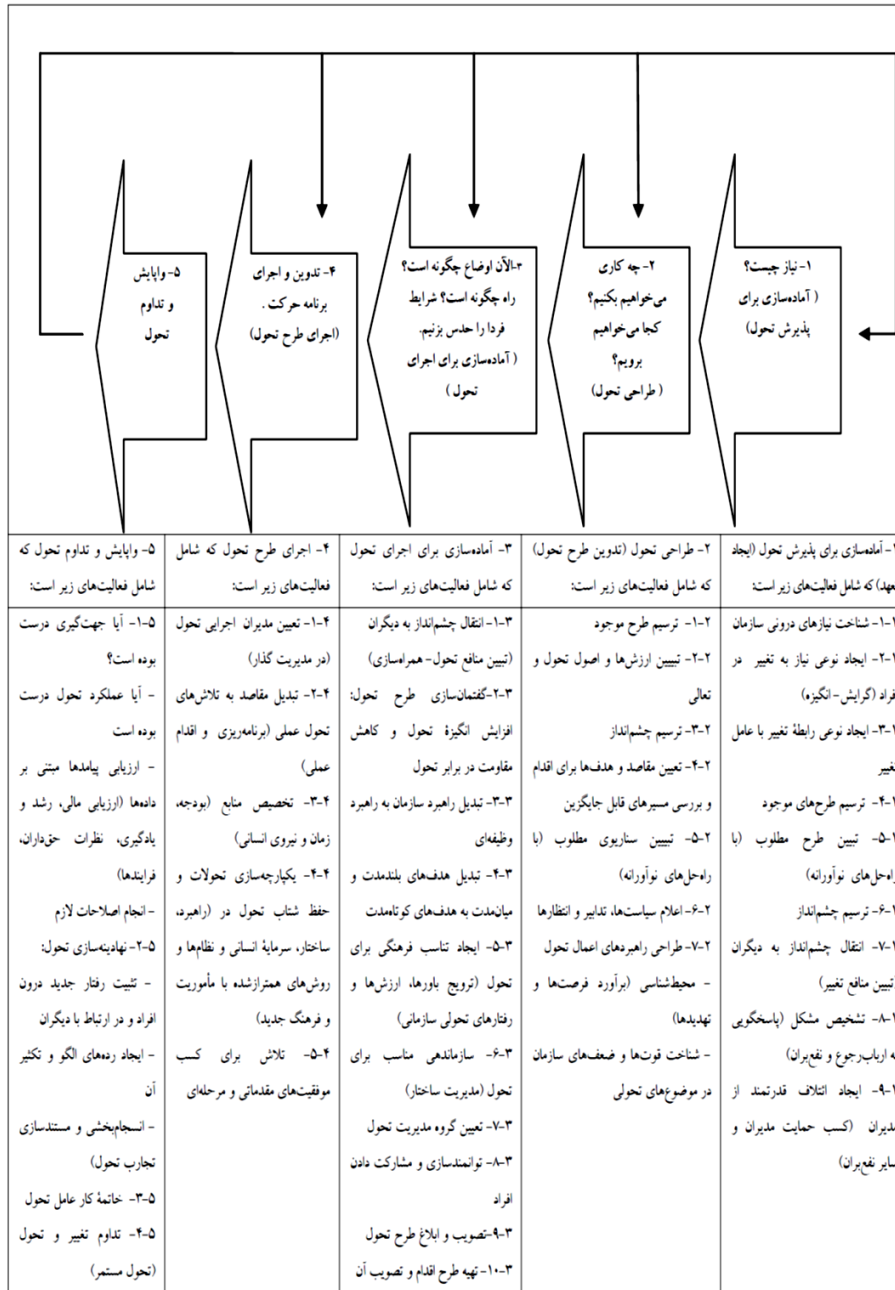 ۱- نیاز چیست؟
( آماده‌سازی برای
پذیرش تحول)
۲- چه کاری
می‌خواهیم بکنیم؟
کجا می‌خواهیم
برویم؟
( طراحی تحول)
۳-الآن اوضاع چگونه است؟
راه چگونه است؟ شرایط
فردا را حدس بزنیم.
( آماده‌سازی برای اجرای
تحول )
۴- تدوین و اجرای
برنامه حرکت .
(اجرای طرح تحول)
۵- واپایش
و تداوم
تحول
۱- آماده‌سازی برای پذیرش تحول (ایجاد
تعهد) که شامل فعالیت‌های زیر است:
۱-۱- شناخت نیازهای درونی سازمان
۲-۱- ایجاد نوعی نیاز به تغییر در
افراد (گرایش-انگیزه)
۳-۱- ایجاد نوعی رابطهٔ تغییر با عامل
تغییر
۴-۱- ترسیم طرح‌های موجود
۵-۱- تبیین طرح مطلوب (با
راه‌حل‌های نوآورانه)
۶-۱- ترسیم چشم‌انداز
۷-۱- انتقال چشم‌انداز به دیگران
(تبیین منافع تغییر)
۸-۱- تشخیص مشکل (پاسخگویی
به ارباب‌رجوع و نفع‌بران)
۹-۱- ایجاد ائتلاف قدرتمند از
مدیران (کسب حمایت مدیران و
سایر نفع‌بران)
۲- طراحی تحول (تدوین طرح تحول)
که شامل فعالیت‌های زیر است:
۱-۲- ترسیم طرح موجود
۲-۲- تبیین ارزش‌ها و اصول تحول و
تعالی
۳-۲- ترسیم چشم‌انداز
۴-۲- تعیین مقاصد و هدف‌ها برای اقدام
و بررسی مسیرهای قابل جایگزین
۵-۲- تبیین سناریوی مطلوب (با
راه‌حل‌های نوآورانه)
۶-۲- اعلام سیاست‌ها، تدابیر و انتظارها
۷-۲- طراحی راهبردهای اعمال تحول
- محیط‌شناسی (برآورد فرصت‌ها و
تهدیدها)
- شناخت قوت‌ها و ضعف‌های سازمان
در موضوع‌های تحولی
۳- آماده‌سازی برای اجرای تحول
که شامل فعالیت‌های زیر است:
۱-۳- انتقال چشم‌انداز به دیگران
(تبیین منافع تحول- همراه‌سازی)
۲-۳-گفتمان‌سازی طرح تحول:
افزایش انگیزهٔ تحول و کاهش
مقاومت در برابر تحول
۳-۳- تبدیل راهبرد سازمان به راهبرد
وظیفه‌ای
۴-۳- تبدیل هدف‌های بلندمدت و
میان‌مدت به هدف‌های کوتاه‌مدت
۵-۳- ایجاد تناسب فرهنگی برای
تحول (ترویج باورها، ارزش‌ها و
رفتارهای تحولی سازمانی)
۶-۳- سازماندهی مناسب برای
تحول (مدیریت ساختار)
۷-۳- تعیین گروه مدیریت تحول
۸-۳- توانمندسازی و مشارکت دادن
افراد
۹-۳-تصویب و ابلاغ طرح تحول
۱۰-۳- تهیه طرح اقدام و تصویب آن
۴- اجرای طرح تحول که شامل
فعالیت‌های زیر است:
۱-۴- تعیین مدیران اجرایی تحول
(در مدیریت گذار)
۲-۴- تبدیل مقاصد به تلاش‌های
تحول عملی (برنامه‌ریزی و اقدام
عملی)
۳-۴- تخصیص منابع (بودجه،
زمان و نیروی انسانی)
۴-۴- یکپارچه‌سازی تحولات و
حفظ شتاب تحول در (راهبرد،
ساختار، سرمایهٔ انسانی و نظام‌ها و
روش‌های همترازشده با مأموریت
و فرهنگ جدید)
۵-۴- تلاش برای کسب
موفقیت‌های مقدماتی و مرحله‌ای
۵- واپایش و تداوم تحول که
شامل فعالیت‌های زیر است:
۱-۵- آیا جهت‌گیری درست
بوده است؟
- آیا عملکرد تحول درست
بوده است
- ارزیابی پیامدها مبتنی بر
داده‌ها (ارزیابی مالی، رشد و
یادگیری، نظرات حق‌داران،
فرایندها)
- انجام اصلاحات لازم
۲-۵- نهادینه‌سازی تحول:
- تثبیت رفتار جدید درون
افراد و در ارتباط با دیگران
- ایجاد رده‌های الگو و تکثیر
آن
- انسجام‌بخشی و مستندسازی
تجارب تحول)
۳-۵- خاتمهٔ کار عامل تحول
۴-۵- تداوم تغییر و تحول
(تحول مستمر)